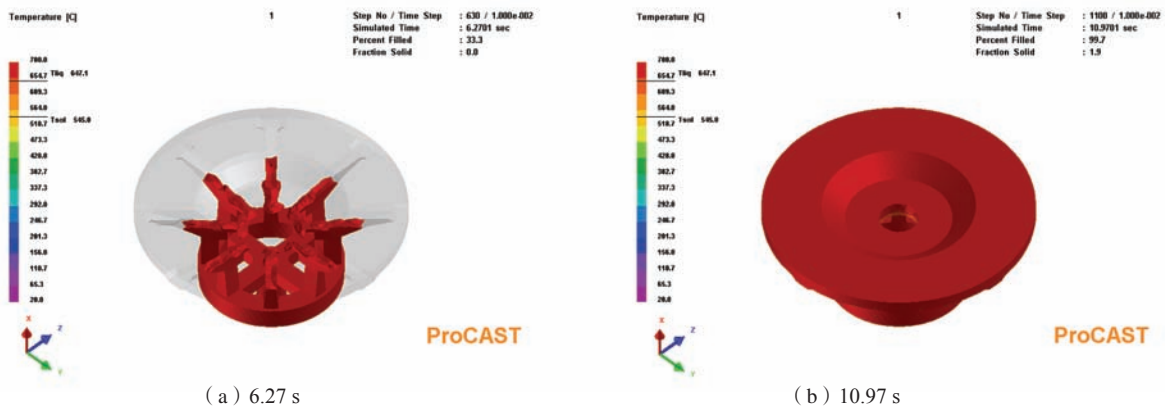 Temperature [C]
1
Step No / Time Step : 630 / 1.000e-002
Simulated Time : 6.2701 sec
Percent Filled : 33.3
Fraction Solid : 0.0
700.0
654.7 Tliq 647.1
609.3
564.0
518.7 Tsol 545.0
473.3
428.0
382.7
337.3
292.0
246.7
201.3
156.0
110.7
65.3
20.0
X
Z
Y
ProCAST
(a) 6.27 s
Temperature [C]
1
Step No / Time Step : 1100 / 1.000e-002
Simulated Time : 10.9701 sec
Percent Filled : 99.7
Fraction Solid : 1.9
700.0
654.7 Tliq 647.1
609.3
564.0
518.7 Tsol 545.0
473.3
428.0
382.7
337.3
292.0
246.7
201.3
156.0
110.7
65.3
20.0
X
Z
Y
ProCAST
(b) 10.97 s